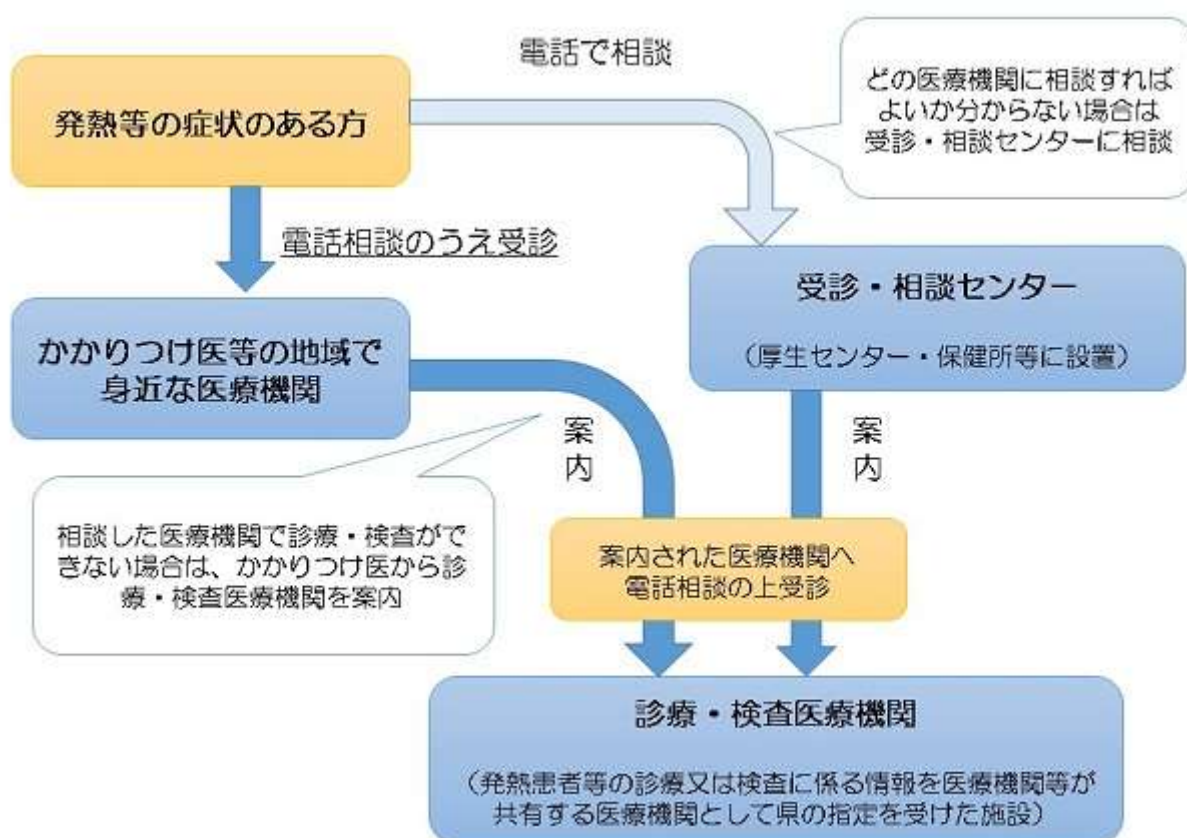 電話で相談
発熱等の症状のある方
どの医療機関に相談すれば
よいか分からない場合は
受診・相談センターに相談
電話相談のうえ受診
受診・相談センター
（厚生センター・保健所等に設置）
かかりつけ医等の地域で
身近な医療機関
案
内
案
内
相談した医療機関で診療・検査がで
きない場合は、かかりつけ医から診
療・検査医療機関を案内
案内された医療機関へ
電話相談の上受診
診療・検査医療機関
（発熱患者等の診療又は検査に係る情報を医療機関等が
共有する医療機関として県の指定を受けた施設）